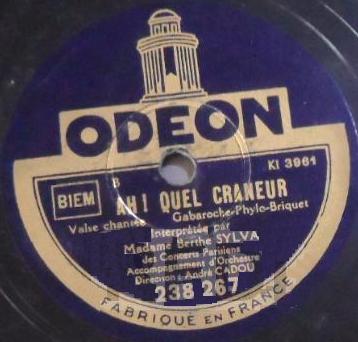 ODEON
KI 3961
BIEM
B
AH! QUEL CRANEUR
Valse chantée Gabaroche-Phylo-Briquet
Interprétée par
Madame Berthe SYLVA
des Concerts Parisiens
Accompagnement d'Orchestre
Direction : André CADOU
238 267
FABRIQUÉ EN FRANCE